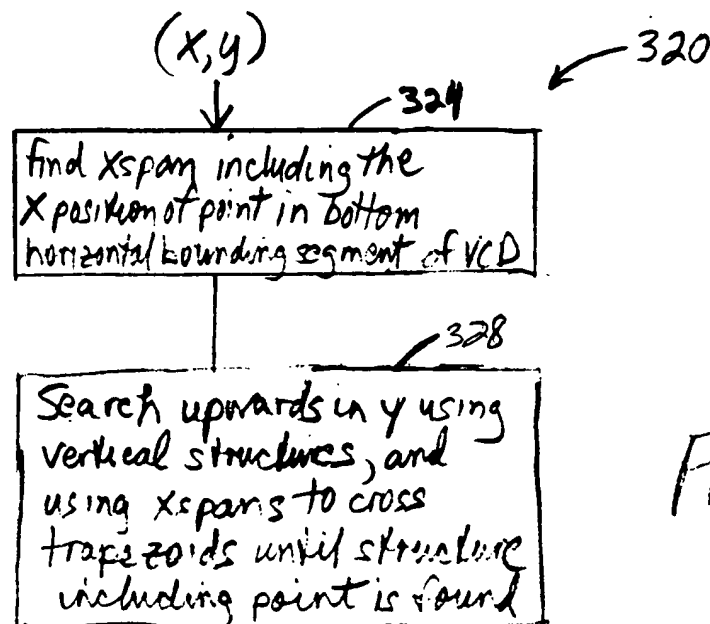 (x,y)
320
324
find xspan including the
X position of point in bottom
horizontal bounding segment of VCD
328
Search upwards in y using
vertical structures, and
using xspans to cross
trapezoids until structure
including point is found